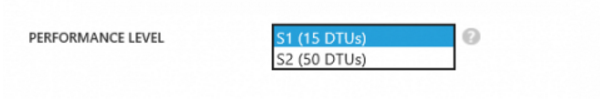 PERFORMANCE LEVEL
S1 (15 DTUs)
?
S2 (50 DTUs)